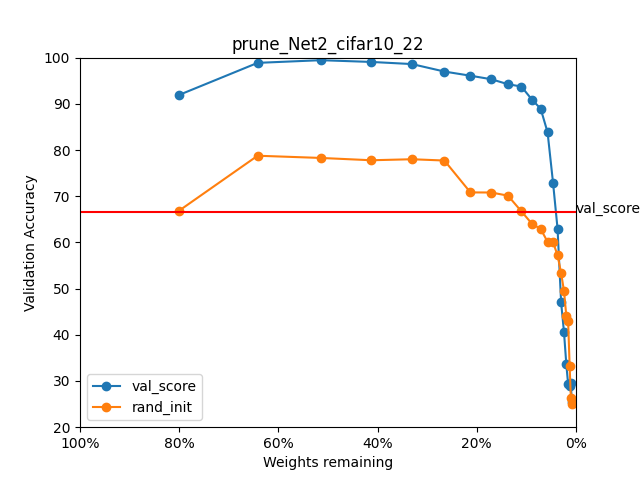 prune_Net2_cifar10_22
100
90
80
70
60
50
40
30
20
Validation Accuracy
val_score
val_score
rand_init
100%
80%
60%
40%
20%
0%
Weights remaining